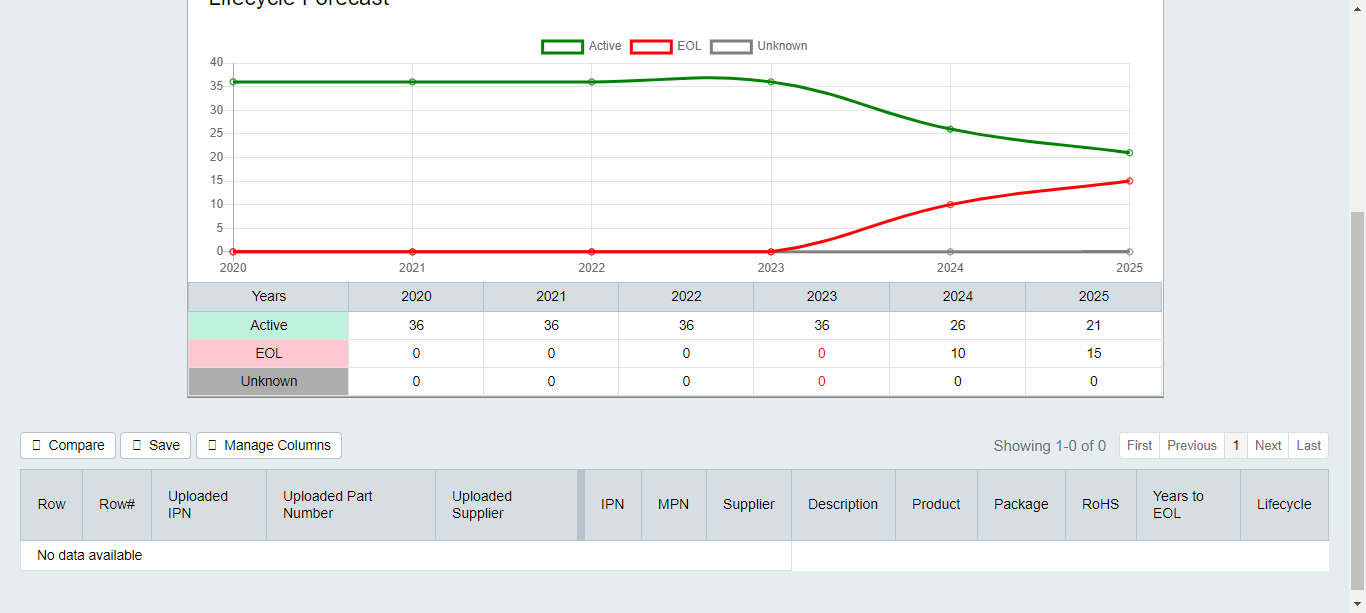 Lifecycle Forecast
Active EOL Unknown
40
35
30
25
20
15
10
5
0
2020 2021 2022 2023 2024 2025
Years 2020 2021 2022 2023 2024 2025
Active 36 36 36 36 26 21
EOL 0 0 0 0 10 15
Unknown 0 0 0 0 0 0
Compare Save Manage Columns Showing 1-0 of 0 First Previous 1 Next Last
Row Row# Uploaded IPN Uploaded Part Number Uploaded Supplier IPN MPN Supplier Description Product Package RoHS Years to EOL Lifecycle
No data available